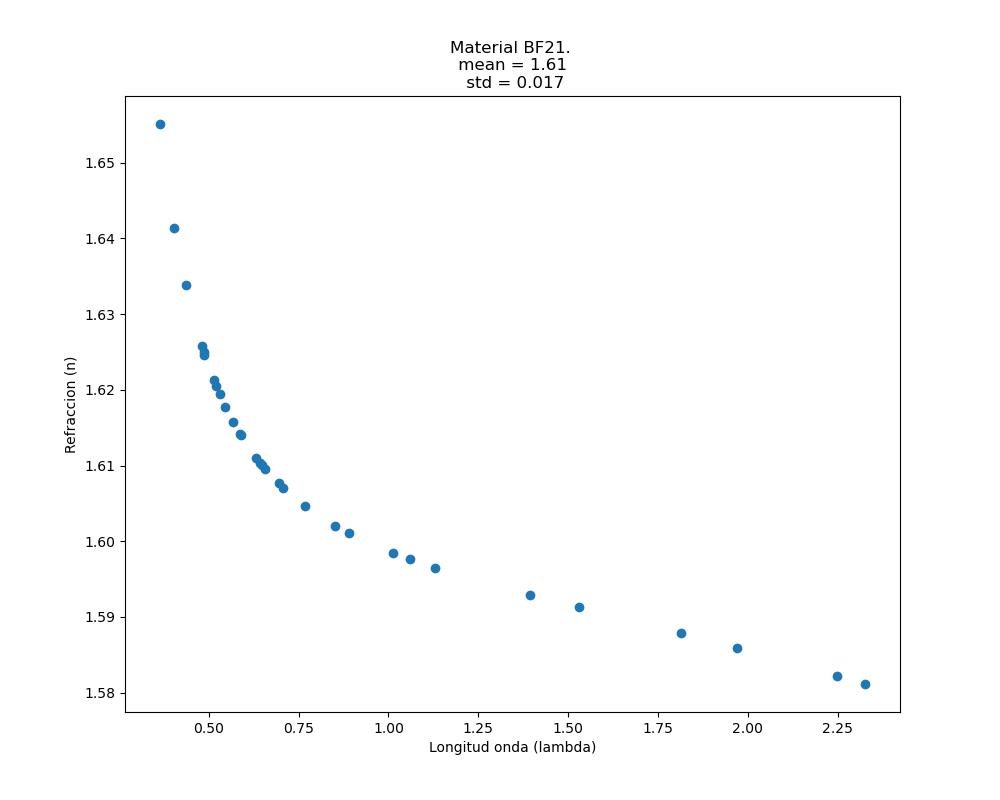 Material BF21.
mean = 1.61
std = 0.017
Refraccion (n)
1.65
1.64
1.63
1.62
1.61
1.60
1.59
1.58
0.50 0.75 1.00 1.25 1.50 1.75 2.00 2.25
Longitud onda (lambda)